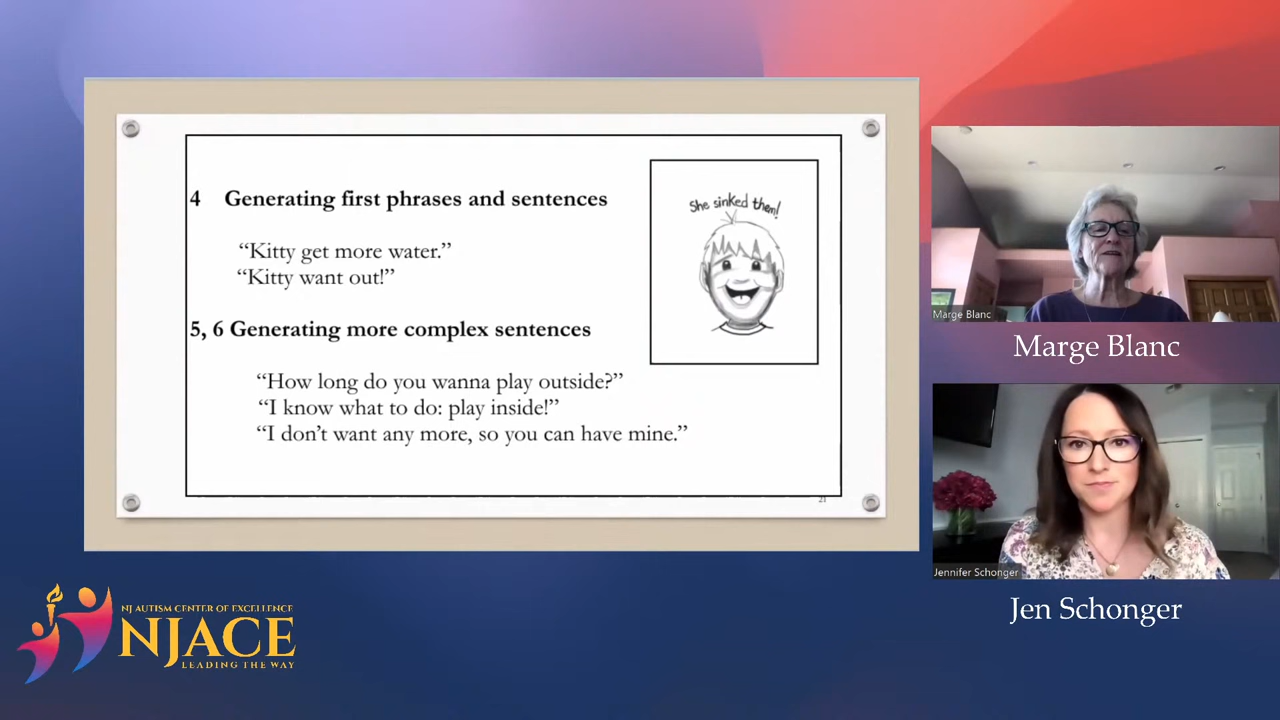 4 Generating first phrases and sentences
“Kitty get more water.”
“Kitty want out!”
5, 6 Generating more complex sentences
“How long do you wanna play outside?”
“I know what to do: play inside!”
“I don’t want any more, so you can have mine.”
She sinked them!
21
Marge Blanc
Marge Blanc
Jennifer Schonger
Jen Schonger
NJ AUTISM CENTER OF EXCELLENCE
NJACE
LEADING THE WAY